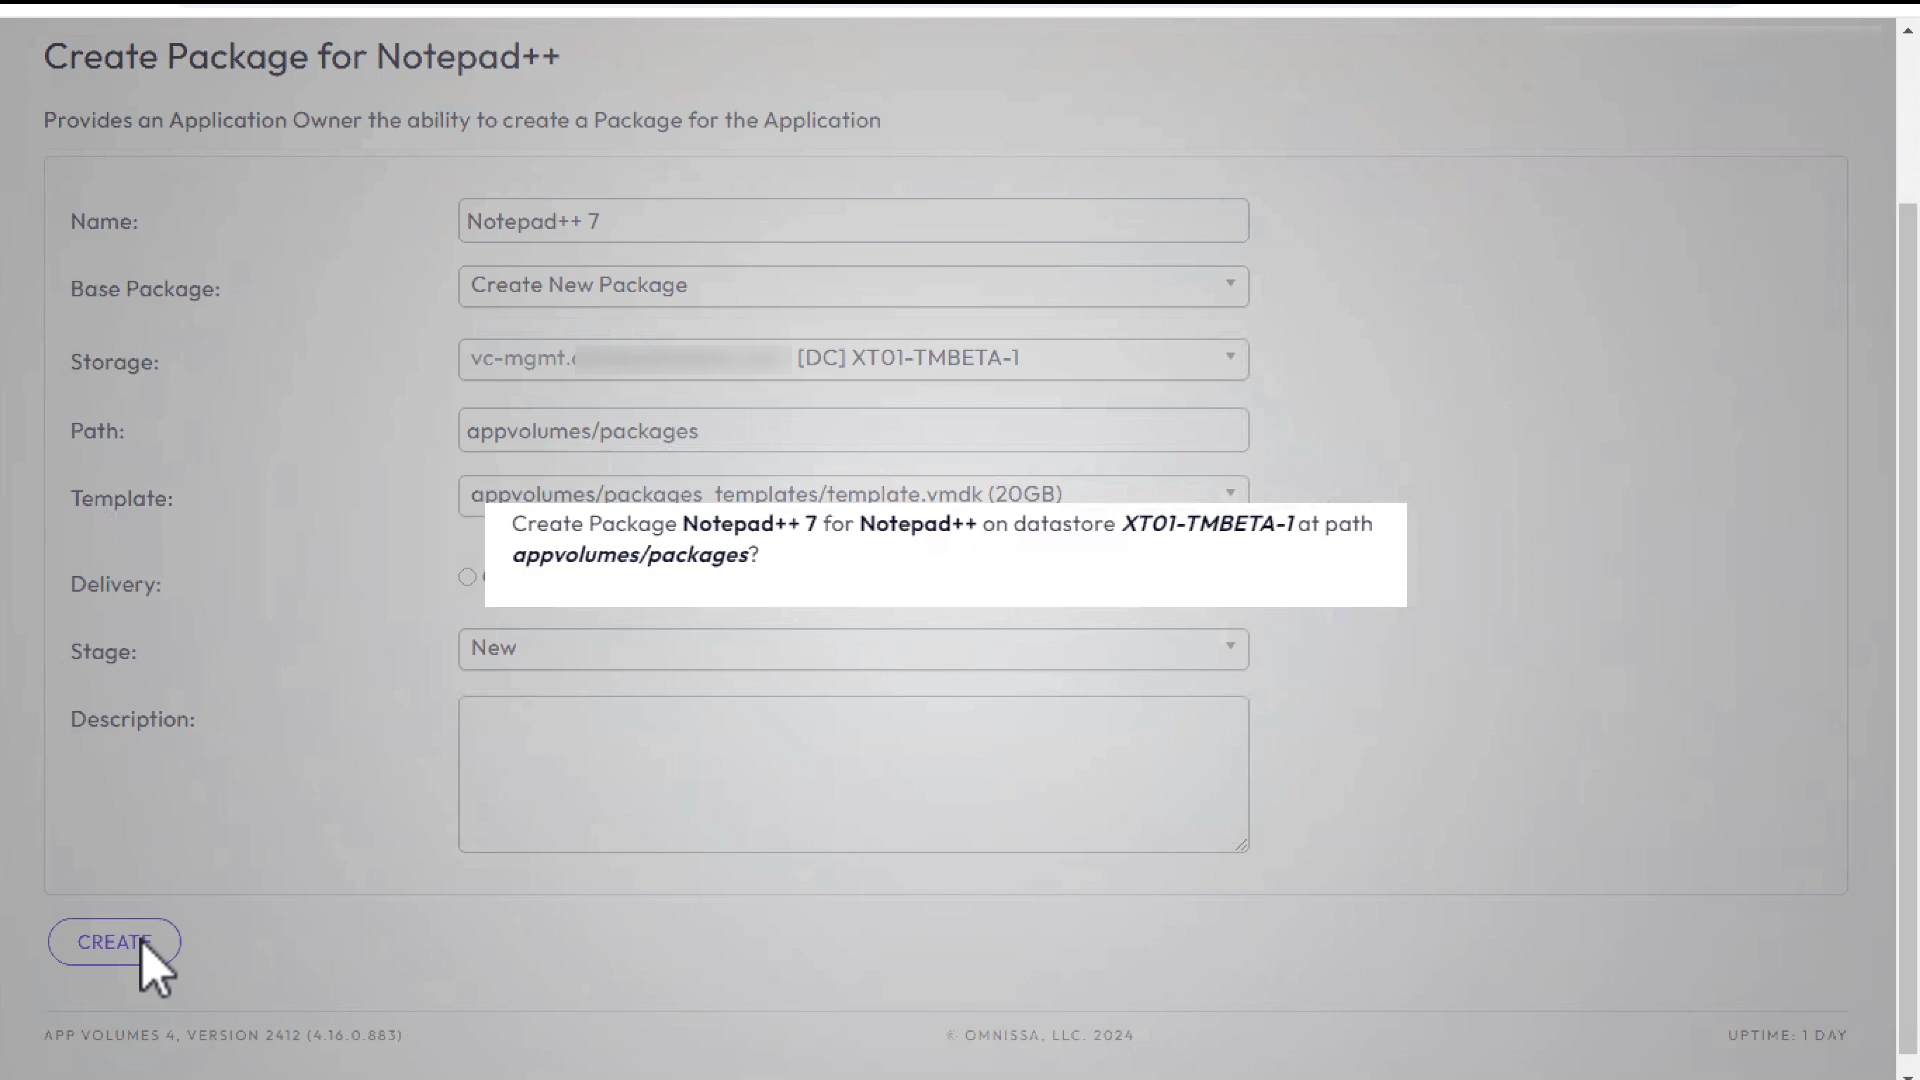 Create Package for Notepad++
Provides an Application Owner the ability to create a Package for the Application
Name:
Notepad++ 7
Base Package:
Create New Package
Storage:
vc-mgmt. [DC] XT01-TMBETA-1
Path:
appvolumes/packages
Template:
appvolumes/packages_templates/template.vmdk (20GB)
Create Package Notepad++ 7 for Notepad++ on datastore XT01-TMBETA-1 at path
appvolumes/packages?
Delivery:
Stage:
New
Description:
CREATE
APP VOLUMES 4, VERSION 2412 (4.16.0.883)
© OMNISSA, LLC. 2024
UPTIME: 1 DAY